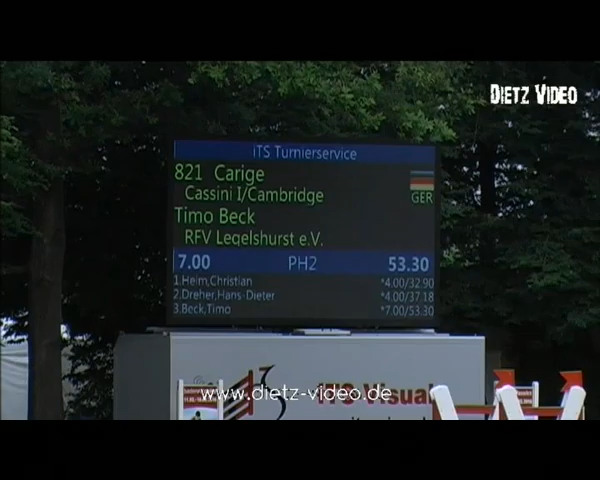 DIETZ VIDEO
iTS Turnierservice
821 Carige
Cassini I/Cambridge
GER
Timo Beck
RFV Legelshurst e.V.
7.00 PH2 53.30
1.Heim,Christian *4.00/32.90
2.Dreher,Hans-Dieter *4.00/37.18
3.Beck,Timo *7.00/53.30
www.dietz-video.de
iTS Visual